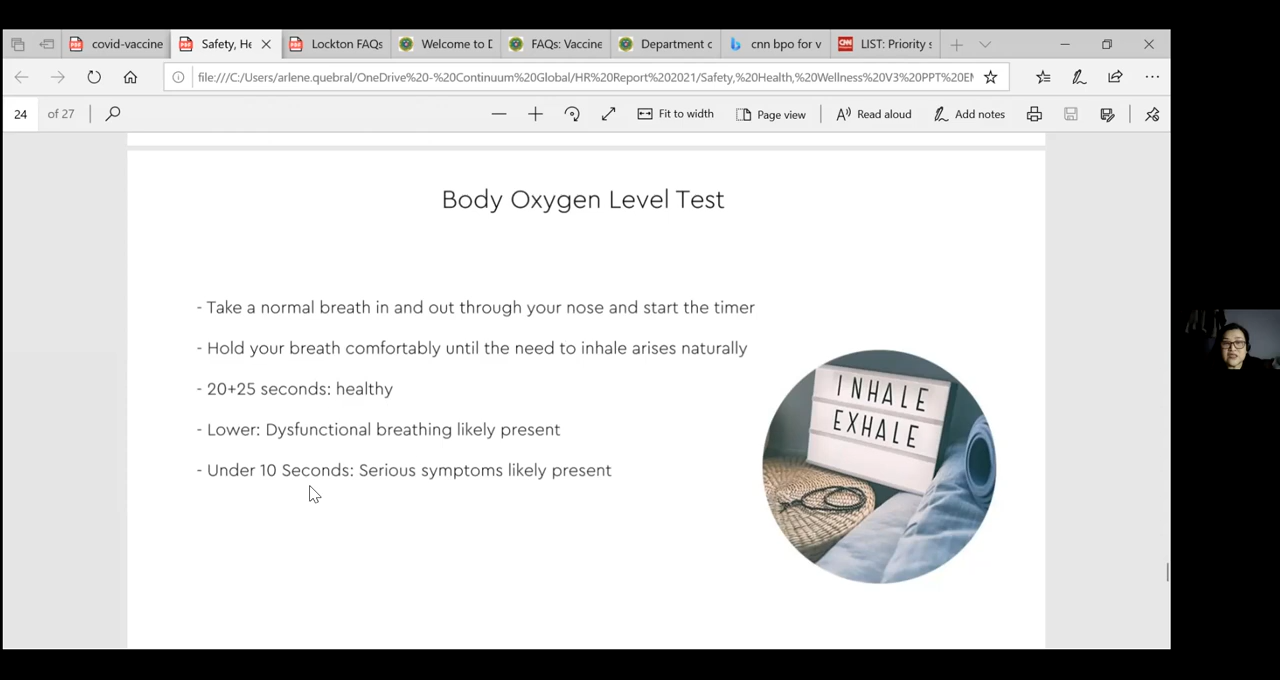 covid-vaccine
Safety, He
Lockton FAQs
Welcome to D
FAQs: Vaccine
Department o
cnn bpo for v
CNN
LIST: Priority s
file:///C:/Users/arlene.quebral/OneDrive%20-%20Continuum%20Global/HR%20Report%202021/Safety,%20Health,%20Wellness%20V3%20PPT%20EN
24 of 27
Fit to width
Page view
Read aloud
Add notes
Body Oxygen Level Test
- Take a normal breath in and out through your nose and start the timer
- Hold your breath comfortably until the need to inhale arises naturally
- 20+25 seconds: healthy
- Lower: Dysfunctional breathing likely present
- Under 10 Seconds: Serious symptoms likely present
INHALE
EXHALE